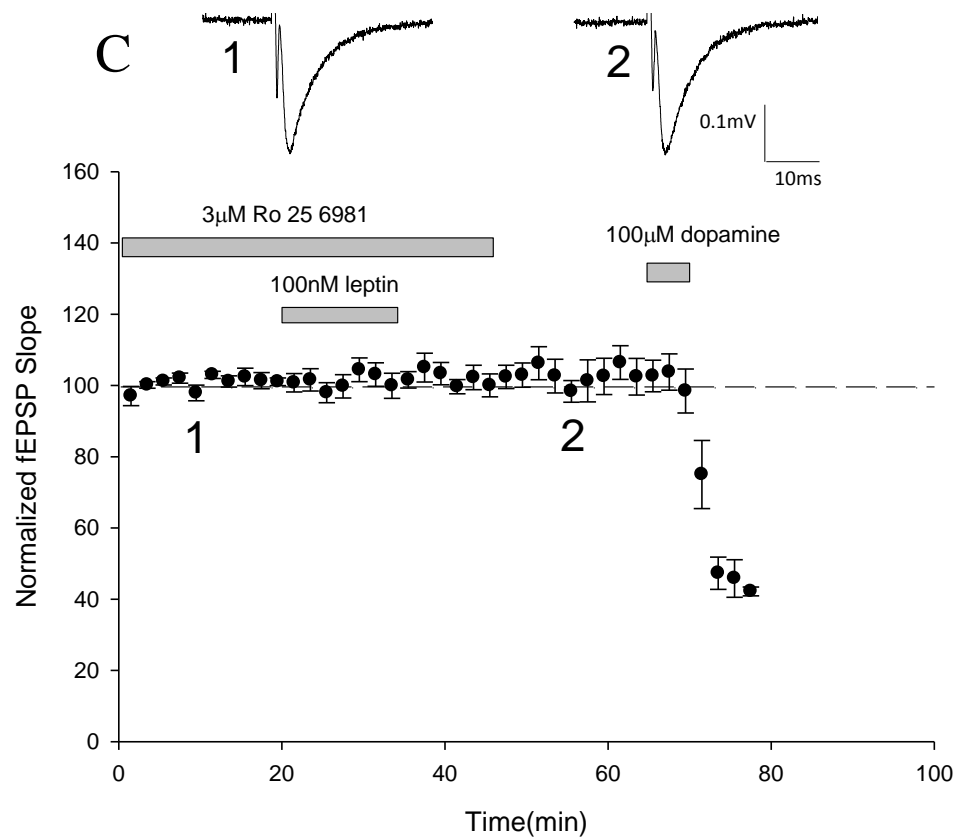 C
1
2
0.1mV
10ms
160
140
120
100
80
60
40
20
0
3μM Ro 25 6981
100μM dopamine
100nM leptin
1
2
Normalized fEPSP Slope
0 20 40 60 80 100
Time(min)